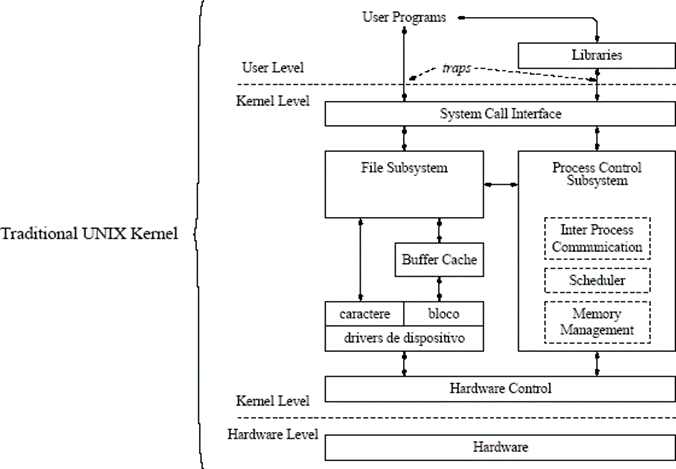 User Programs
Libraries
User Level
traps
Kernel Level
System Call Interface
File Subsystem
Process Control
Subsystem
Traditional UNIX Kernel
Inter Process
Communication
Buffer Cache
Scheduler
caractere
bloco
drivers de dispositivo
Memory
Management
Hardware Control
Kernel Level
Hardware Level
Hardware